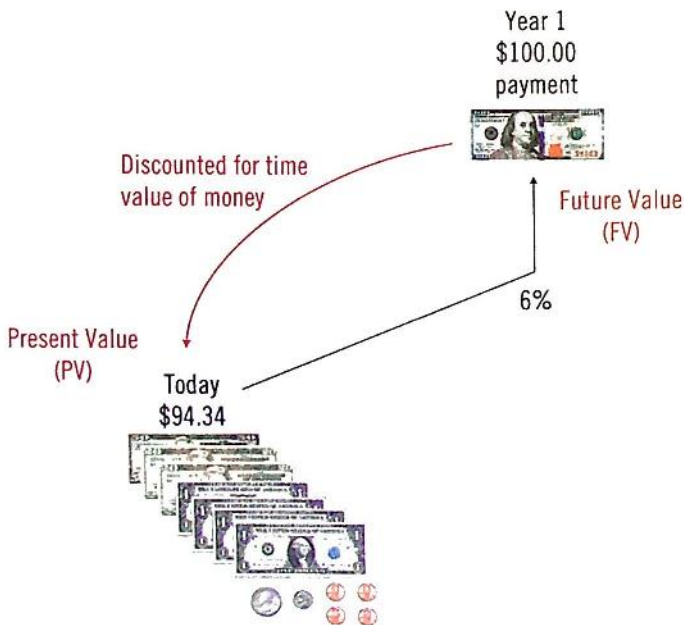 Year 1
$100.00
payment
Discounted for time
value of money
Future Value
(FV)
6%
Present Value
(PV)
Today
$94.34